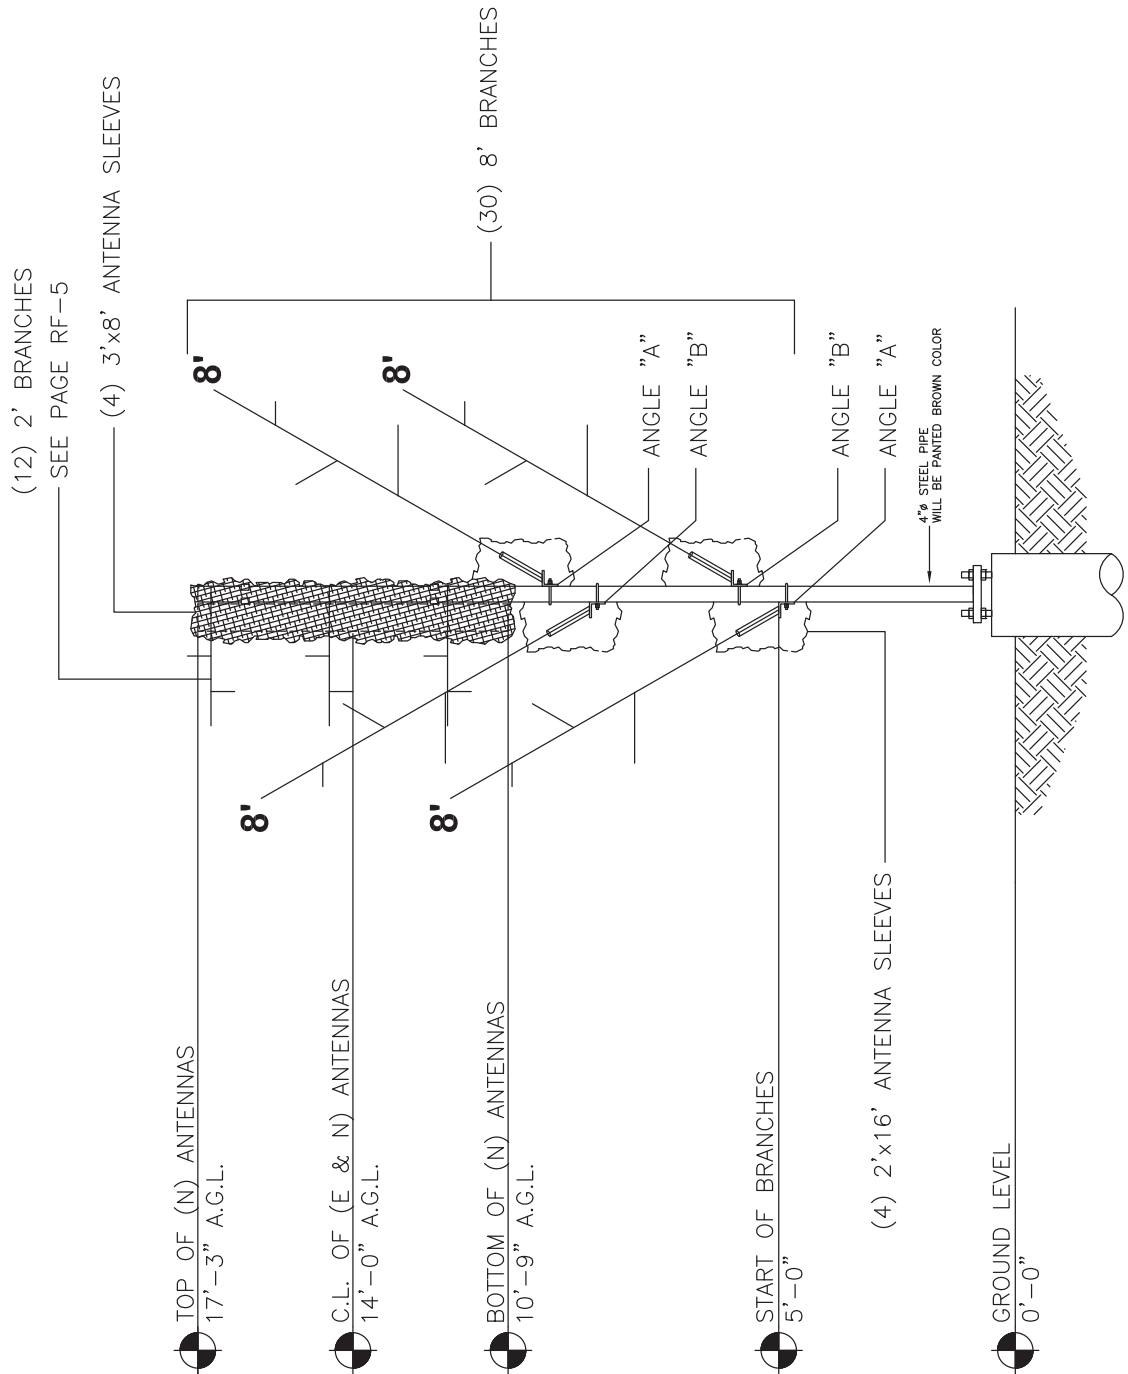 (12) 2' BRANCHES
SEE PAGE RF-5
(4) 3'x8' ANTENNA SLEEVES
(30) 8' BRANCHES
8'
8'
8'
8'
ANGLE "A"
ANGLE "B"
ANGLE "B"
ANGLE "A"
4"ø STEEL PIPE
WILL BE PANTED BROWN COLOR
(4) 2'x16' ANTENNA SLEEVES
TOP OF (N) ANTENNAS
17'-3" A.G.L.
C.L. OF (E & N) ANTENNAS
14'-0" A.G.L.
BOTTOM OF (N) ANTENNAS
10'-9" A.G.L.
START OF BRANCHES
5'-0"
GROUND LEVEL
0'-0"